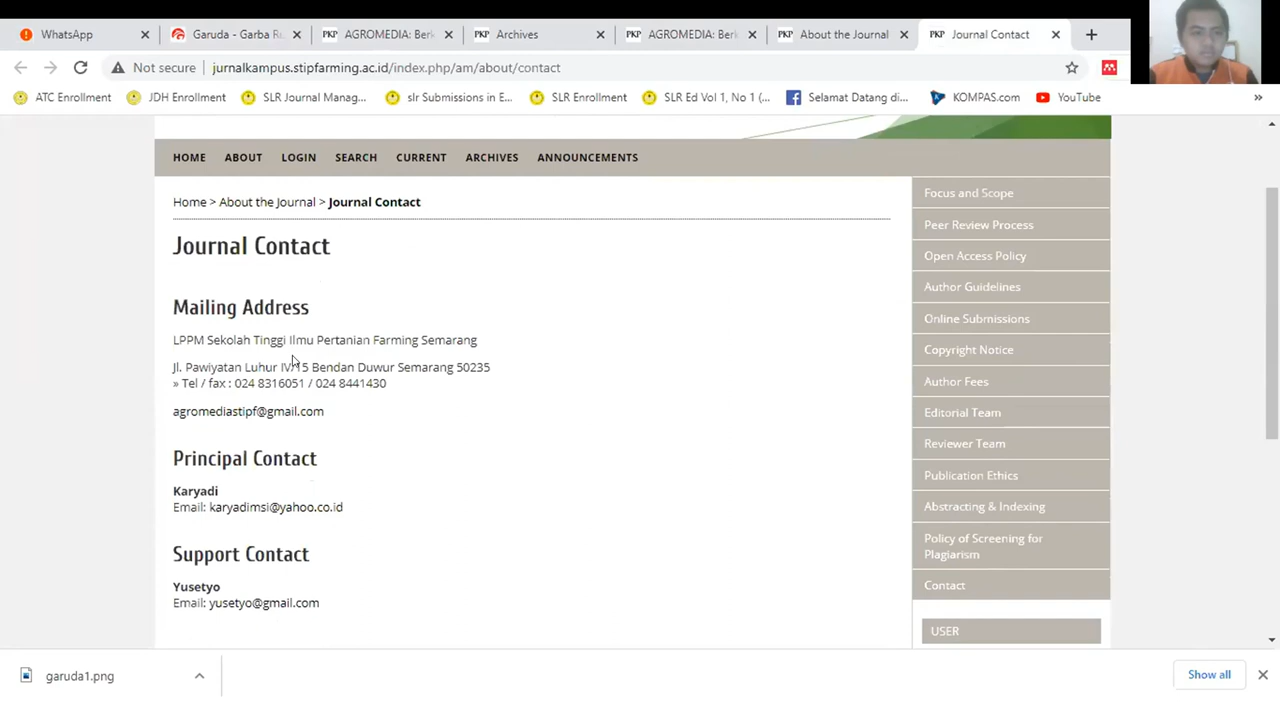 WhatsApp
Garuda - Garba Ru
PKP AGROMEDIA: Berk
PKP Archives
PKP AGROMEDIA: Berk
PKP About the Journal
PKP Journal Contact
Not secure jurnalkampus.stipfarming.ac.id/index.php/am/about/contact
ATC Enrollment JDH Enrollment SLR Journal Manag... slr Submissions in E... SLR Enrollment SLR Ed Vol 1, No 1 (... Selamat Datang di... KOMPAS.com YouTube »
HOME ABOUT LOGIN SEARCH CURRENT ARCHIVES ANNOUNCEMENTS
Home > About the Journal > Journal Contact
Journal Contact
Mailing Address
LPPM Sekolah Tinggi Ilmu Pertanian Farming Semarang
Jl. Pawiyatan Luhur 15 Bendan Duwur Semarang 50235
» Tel / fax : 024 8316051 / 024 8441430
agromediastipf@gmail.com
Principal Contact
Karyadi
Email: karyadimsi@yahoo.co.id
Support Contact
Yusetyo
Email: yusetyo@gmail.com
Focus and Scope
Peer Review Process
Open Access Policy
Author Guidelines
Online Submissions
Copyright Notice
Author Fees
Editorial Team
Reviewer Team
Publication Ethics
Abstracting & Indexing
Policy of Screening for
Plagiarism
Contact
USER
garuda1.png
Show all